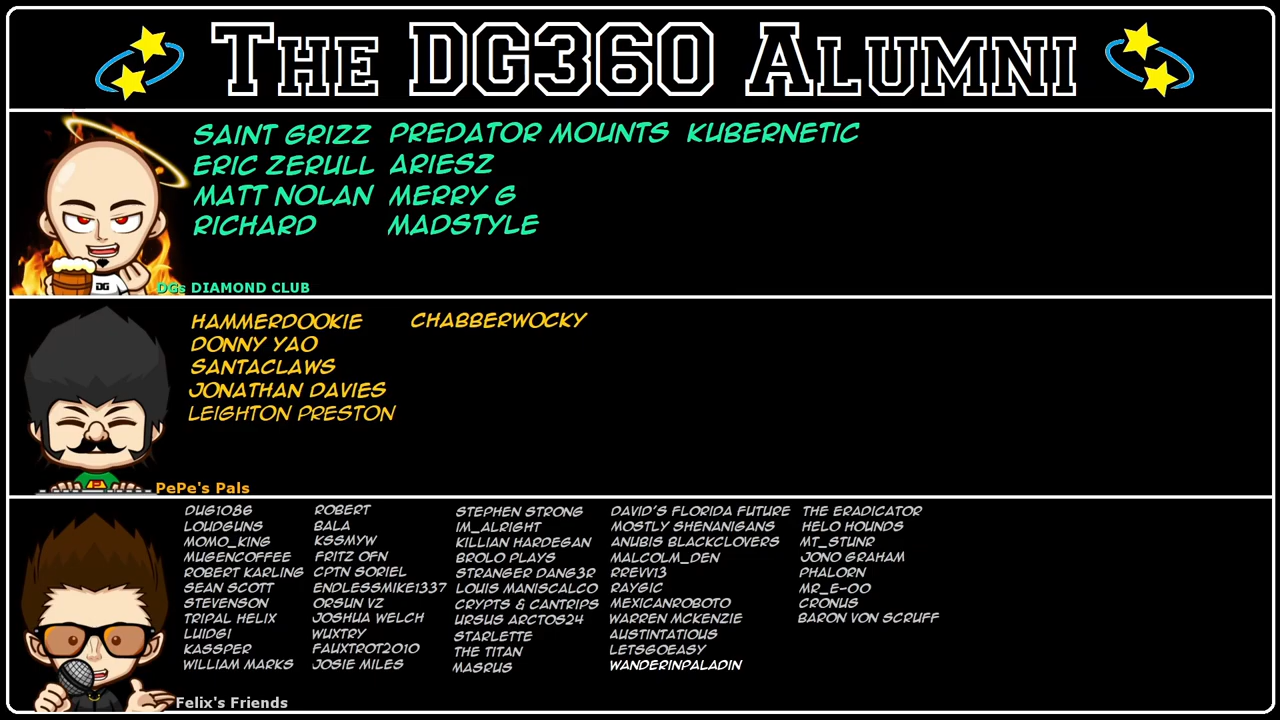 THE DG360 ALUMNI
SAINT GRIZZ
ERIC ZERULL
MATT NOLAN
RICHARD
PREDATOR MOUNTS
ARIESZ
MERRY G
MADSTYLE
KUBERNETIC
DG
DGs DIAMOND CLUB
HAMMERDOOKIE
DONNY YAO
SANTACLAWS
JONATHAN DAVIES
LEIGHTON PRESTON
CHABBERWOCKY
PePe's Pals
DUG1086
LOUDGUNS
MOMO_KING
MUGENCOFFEE
ROBERT KARLING
SEAN SCOTT
STEVENSON
TRIPAL HELIX
LUIDGI
KASSPER
WILLIAM MARKS
ROBERT
BALA
KSSMYW
FRITZ OFN
CPTN SORIEL
ENDLESSMIKE1337
ORSUN VZ
JOSHUA WELCH
WUXTRY
FAUXTROT2010
JOSIE MILES
STEPHEN STRONG
IM_ALRIGHT
KILLIAN HARDEGAN
BROLO PLAYS
STRANGER DANG3R
LOUIS MANISCALCO
CRYPTS & CANTRIPS
URSUS ARCTOS24
STARLETTE
THE TITAN
MASRUS
DAVID'S FLORIDA FUTURE
MOSTLY SHENANIGANS
ANUBIS BLACKCLOVERS
MALCOLM_DEN
RREVV13
RAYGIC
MEXICANROBOTO
WARREN MCKENZIE
AUSTINTATIOUS
LETSGOEASY
WANDERINPALADIN
THE ERADICATOR
HELO HOUNDS
MT_STUNR
JONO GRAHAM
PHALORN
MR_E-OO
CRONUS
BARON VON SCRUFF
Felix's Friends